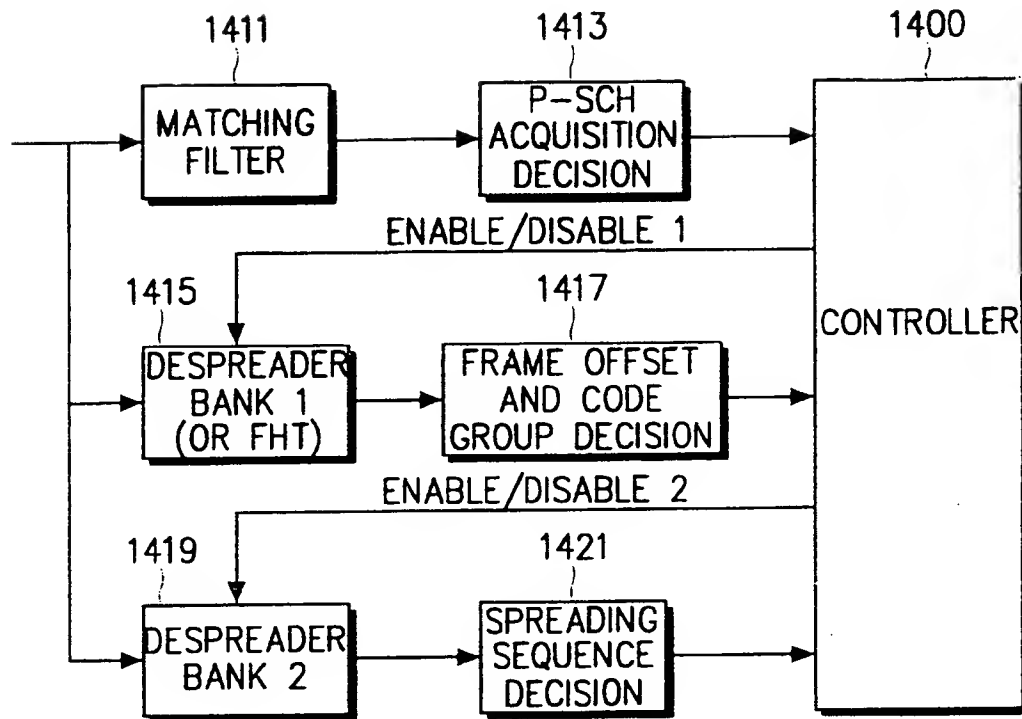 1411
1413
1400
MATCHING
FILTER
P-SCH
ACQUISITION
DECISION
ENABLE/DISABLE 1
1415
1417
CONTROLLER
DESPREADER
BANK 1
(OR FHT)
FRAME OFFSET
AND CODE
GROUP DECISION
ENABLE/DISABLE 2
1419
1421
DESPREADER
BANK 2
SPREADING
SEQUENCE
DECISION